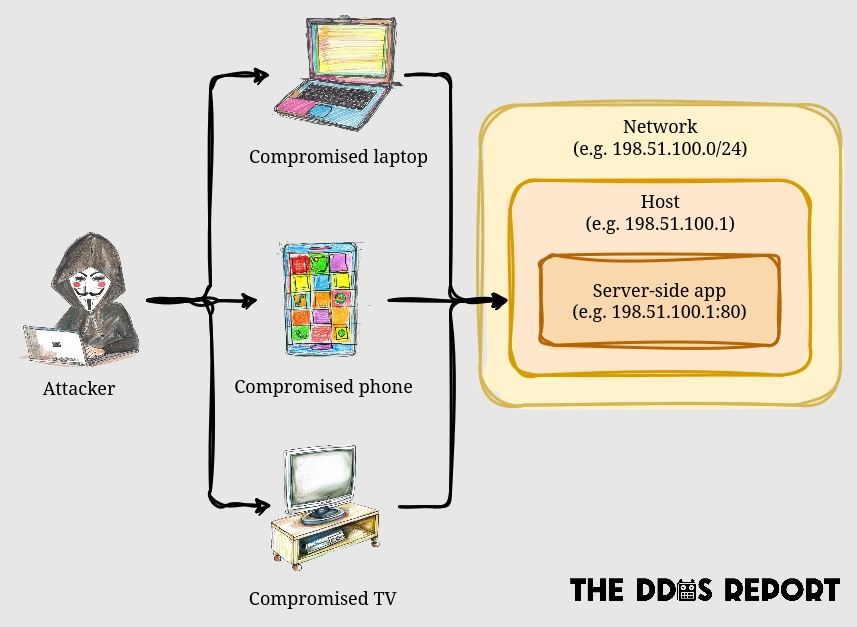 Compromised laptop
Network
(e.g. 198.51.100.0/24)
Host
(e.g. 198.51.100.1)
Server-side app
(e.g. 198.51.100.1:80)
Attacker
Compromised phone
Compromised TV
THE DDOS REPORT